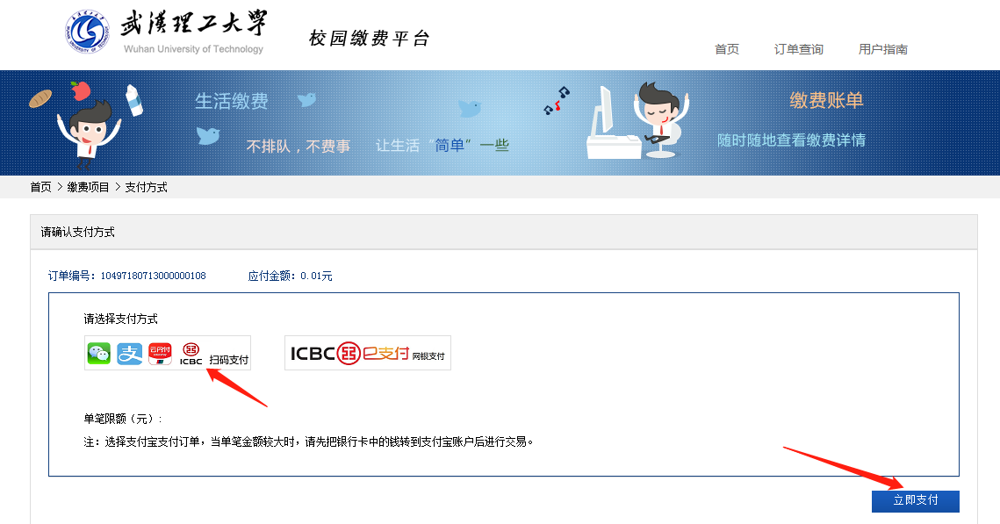 武漢理工大学
Wuhan University of Technology
校园缴费平台
首页 订单查询 用户指南
生活缴费
不排队，不费事 让生活“简单”一些
缴费账单
随时随地查看缴费详情
首页 > 缴费项目 > 支付方式
请确认支付方式
订单编号：10497180713000000108 应付金额：0.01元
请选择支付方式
支 云闪付 ICBC 扫码支付 ICBC e支付 网银支付
单笔限额（元）:
注：选择支付宝支付订单，当单笔金额较大时，请先把银行卡中的钱转到支付宝账户后进行交易。
立即支付